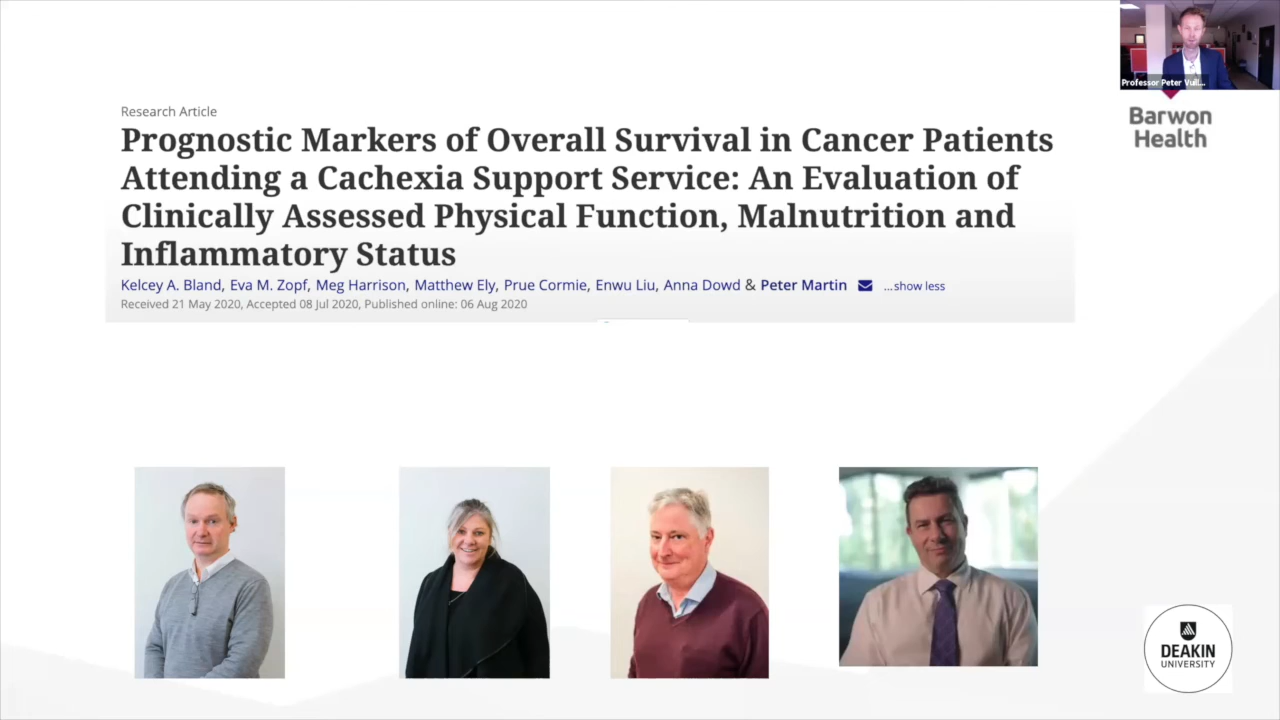 Research Article
Prognostic Markers of Overall Survival in Cancer Patients
Attending a Cachexia Support Service: An Evaluation of
Clinically Assessed Physical Function, Malnutrition and
Inflammatory Status
Kelcey A. Bland, Eva M. Zopf, Meg Harrison, Matthew Ely, Prue Cormie, Enwu Liu, Anna Dowd & Peter Martin ...show less
Received 21 May 2020, Accepted 08 Jul 2020, Published online: 06 Aug 2020
Professor Peter Vuil...
Barwon
Health
DEAKIN
UNIVERSITY